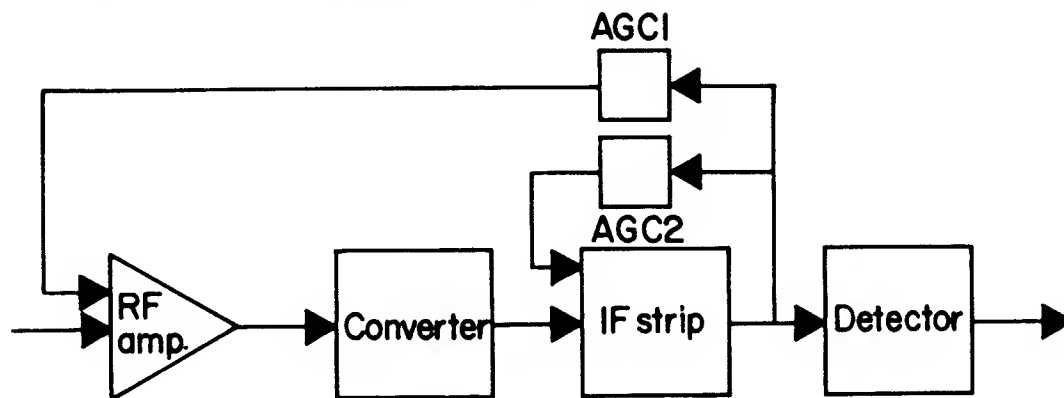 AGC1
AGC2
RF
amp.
Converter
IF strip
Detector